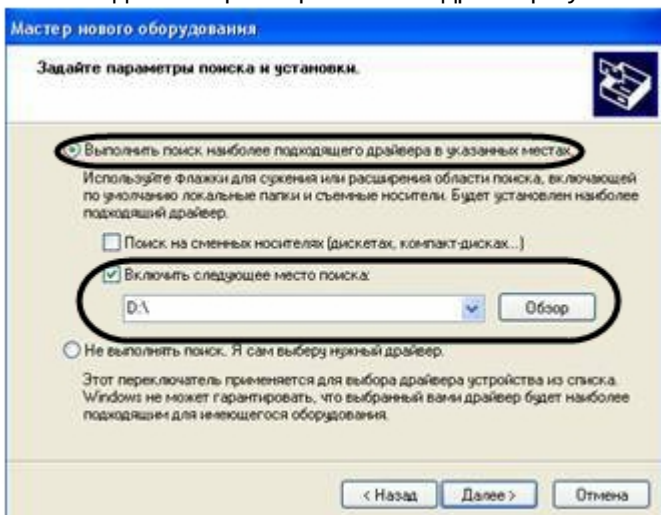 Мастер нового оборудования
Задайте параметры поиска и установки.
Выполнить поиск наиболее подходящего драйвера в указанных местах.
Используйте флажки для сужения или расширения области поиска, включающей
по умолчанию локальные папки и съемные носители. Будет установлен наиболее
подходящий драйвер.
Поиск на сменных носителях (дискетах, компакт-дисках...)
Включить следующее место поиска:
D:\
Обзор
Не выполнять поиск. Я сам выберу нужный драйвер.
Этот переключатель применяется для выбора драйвера устройства из списка.
Windows не может гарантировать, что выбранный вами драйвер будет наиболее
подходящим для имеющегося оборудования.
< Назад
Далее >
Отмена